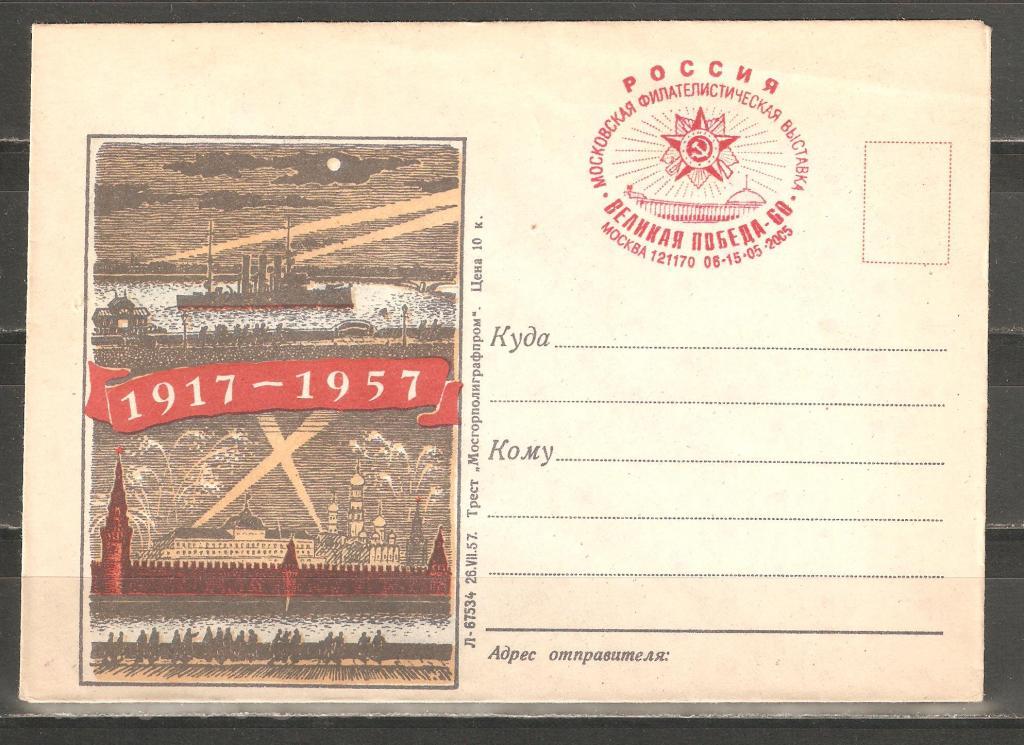 РОССИЯ
МОСКОВСКАЯ ФИЛАТЕЛИСТИЧЕСКАЯ ВЫСТАВКА
ВЕЛИКАЯ ПОБЕДА-60
МОСКВА 121170 06-15-05-2005
1917-1957
Л-67534 26.VII.57. Трест „Мосгорполиграфпром“. Цена 10 к.
Куда
Кому
Адрес отправителя: